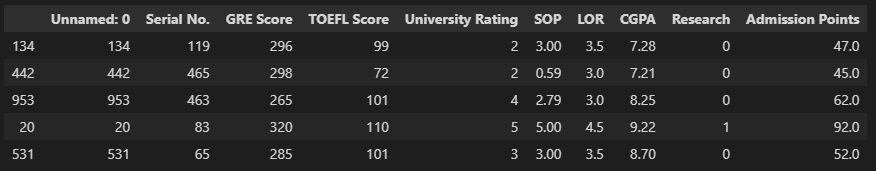 Unnamed: 0 Serial No. GRE Score TOEFL Score University Rating SOP LOR CGPA Research Admission Points
134 134 119 296 99 2 3.00 3.5 7.28 0 47.0
442 442 465 298 72 2 0.59 3.0 7.21 0 45.0
953 953 463 265 101 4 2.79 3.0 8.25 0 62.0
20 20 83 320 110 5 5.00 4.5 9.22 1 92.0
531 531 65 285 101 3 3.00 3.5 8.70 0 52.0